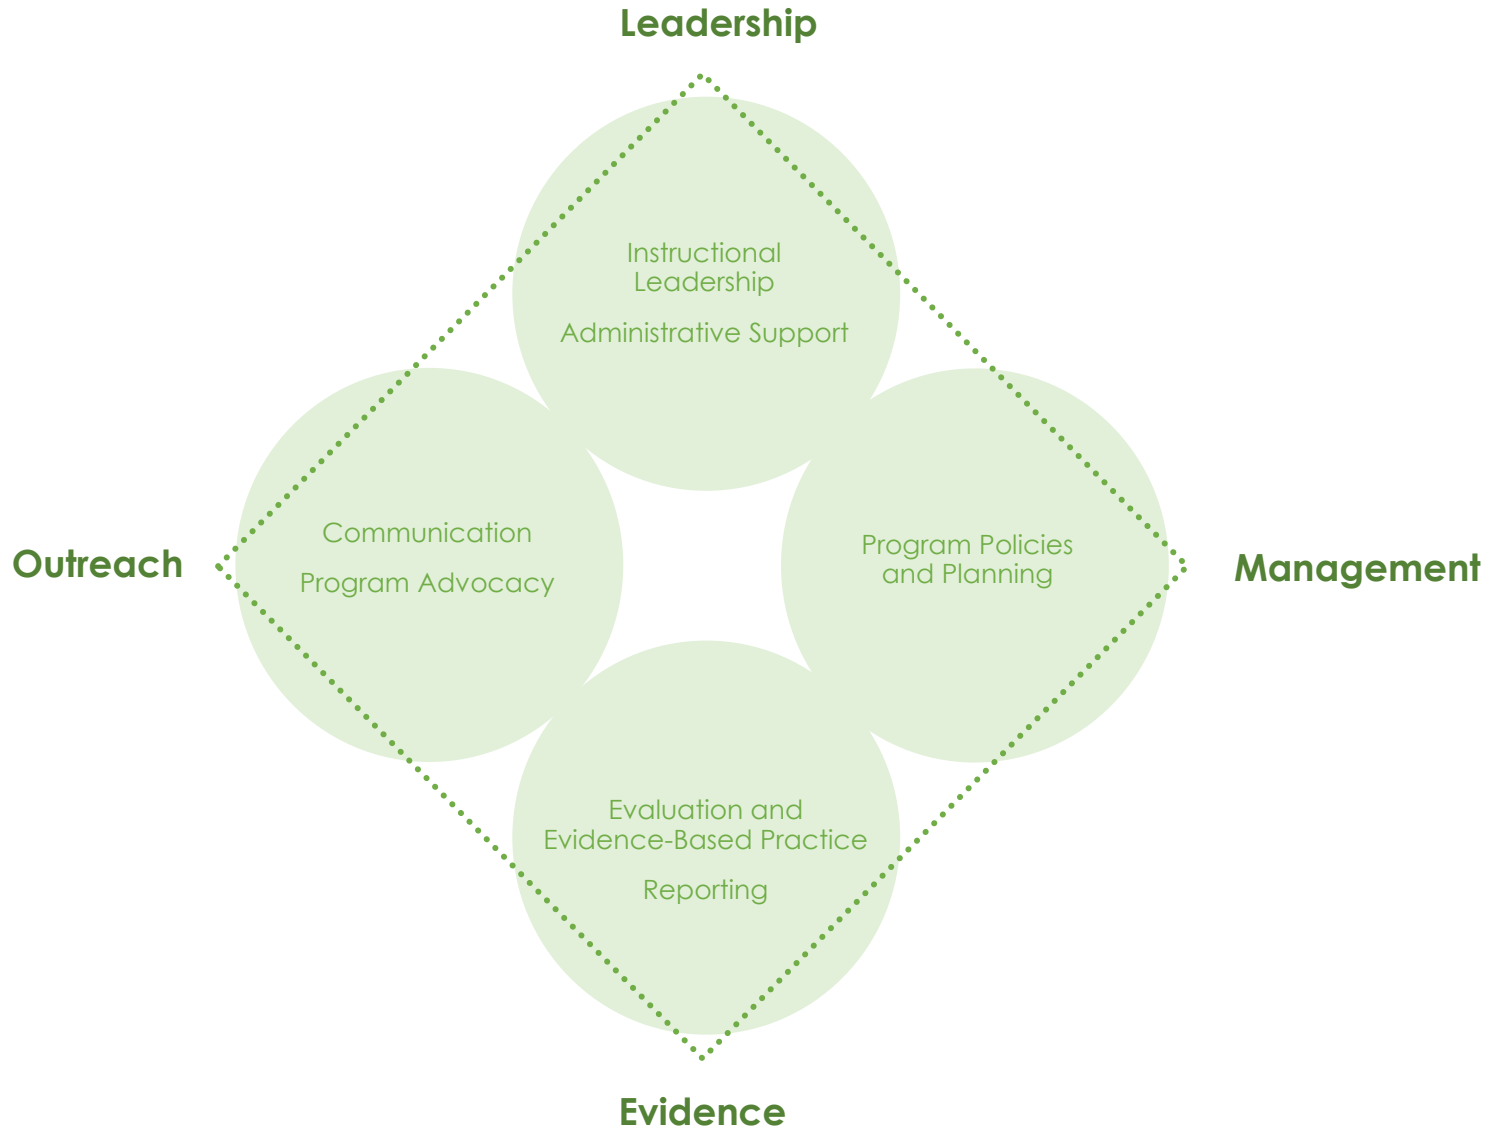 Leadership
Instructional
Leadership
Administrative Support
Communication
Program Advocacy
Outreach
Program Policies
and Planning
Management
Evaluation and
Evidence-Based Practice
Reporting
Evidence